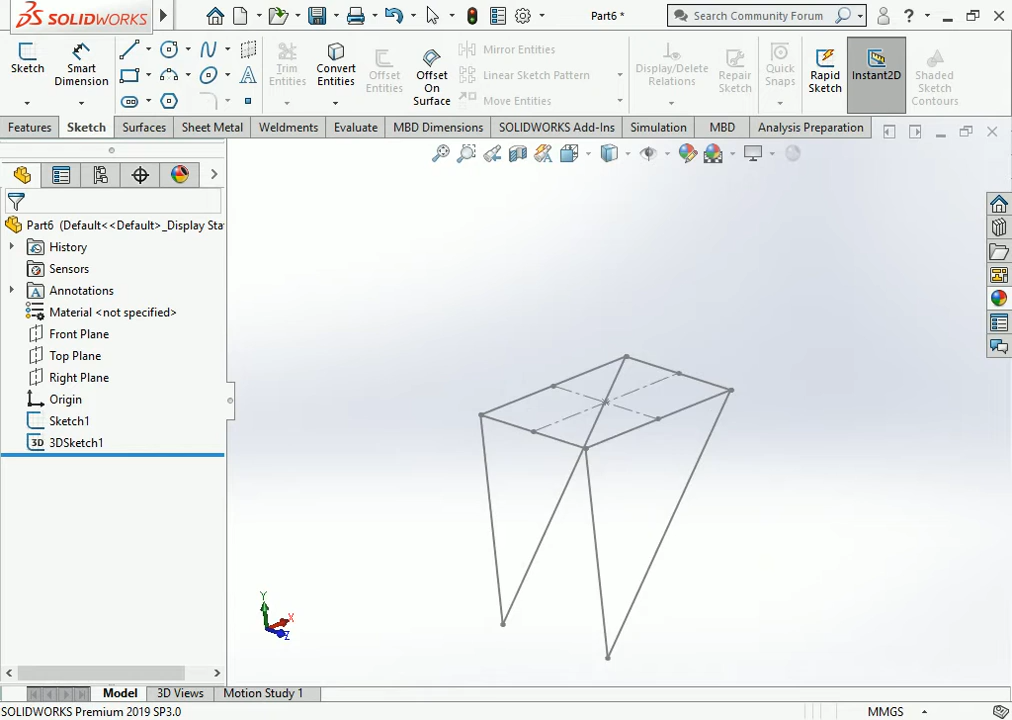 SOLIDWORKS
Part6 *
Search Community Forum
?
Sketch
Smart Dimension
Trim Entities
Convert Entities
Offset Entities
Offset On Surface
Mirror Entities
Linear Sketch Pattern
Move Entities
Display/Delete Relations
Repair Sketch
Quick Snaps
Rapid Sketch
Instant2D
Shaded Sketch Contours
Features
Sketch
Surfaces
Sheet Metal
Weldments
Evaluate
MBD Dimensions
SOLIDWORKS Add-Ins
Simulation
MBD
Analysis Preparation
Part6 (Default<<Default>_Display Sta
History
Sensors
Annotations
Material <not specified>
Front Plane
Top Plane
Right Plane
Origin
Sketch1
3D 3DSketch1
Y
X
Z
Model
3D Views
Motion Study 1
SOLIDWORKS Premium 2019 SP3.0
MMGS